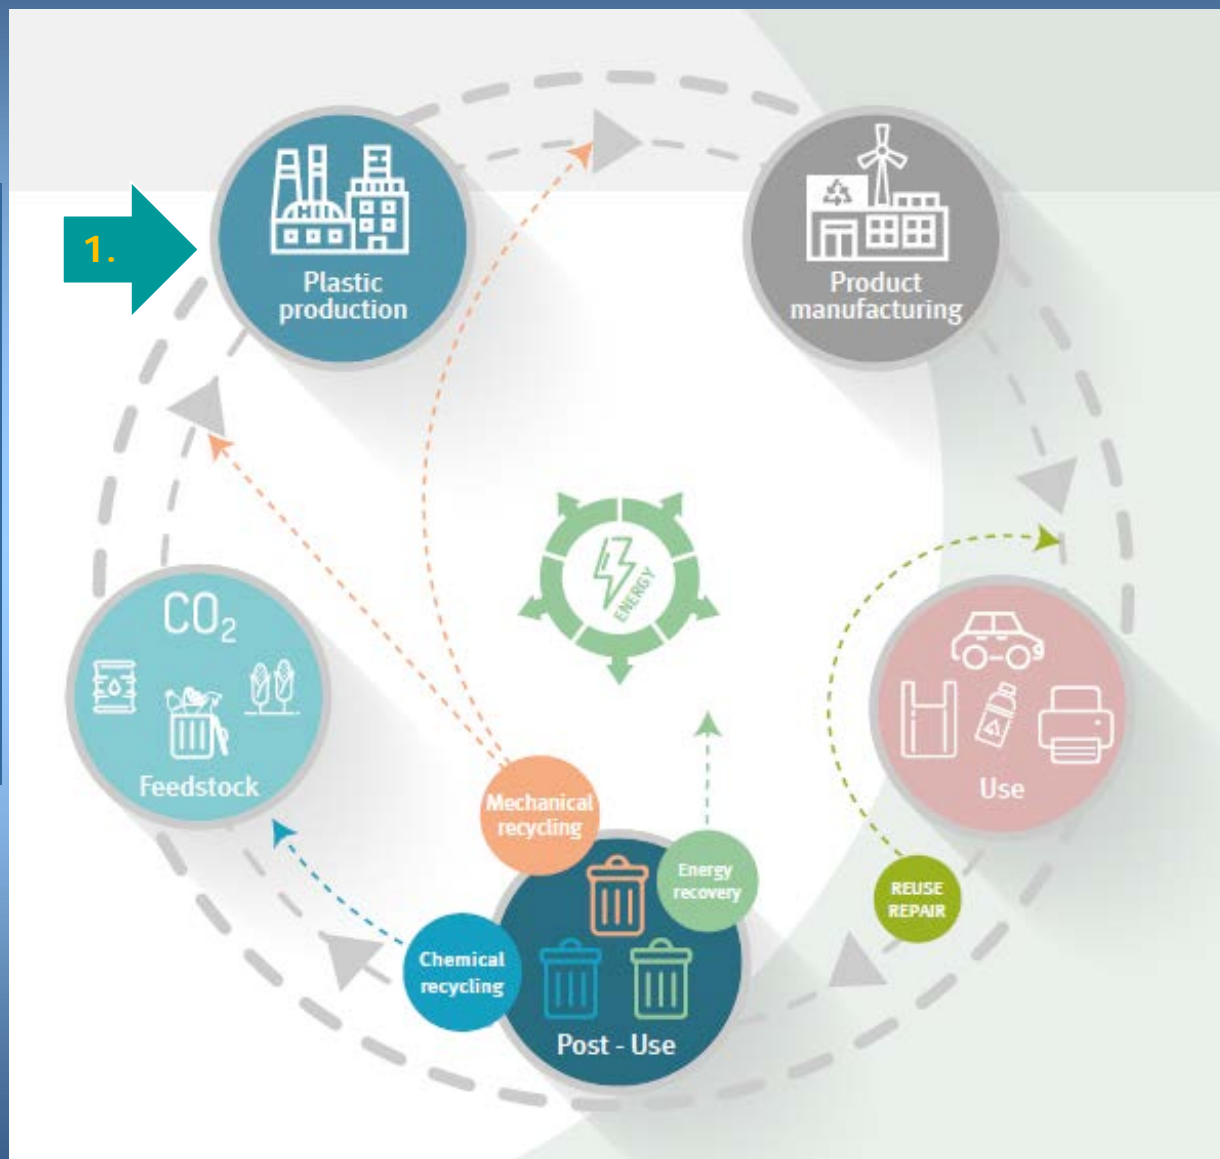 1.
Plastic
production
Product
manufacturing
ENERGY
CO2
Feedstock
Use
Mechanical
recycling
Energy
recovery
REUSE
REPAIR
Chemical
recycling
Post - Use